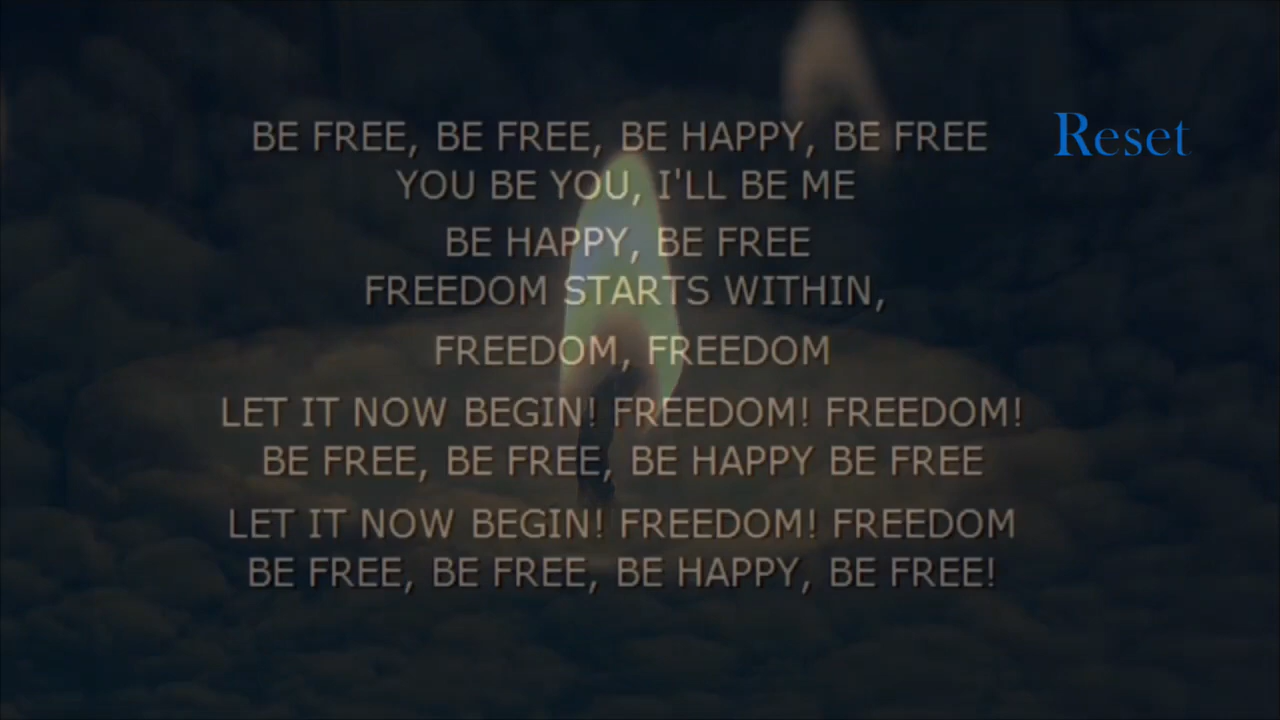 BE FREE, BE FREE, BE HAPPY, BE FREE
Reset
YOU BE YOU, I'LL BE ME
BE HAPPY, BE FREE
FREEDOM STARTS WITHIN,
FREEDOM, FREEDOM
LET IT NOW BEGIN! FREEDOM! FREEDOM!
BE FREE, BE FREE, BE HAPPY BE FREE
LET IT NOW BEGIN! FREEDOM! FREEDOM
BE FREE, BE FREE, BE HAPPY, BE FREE!